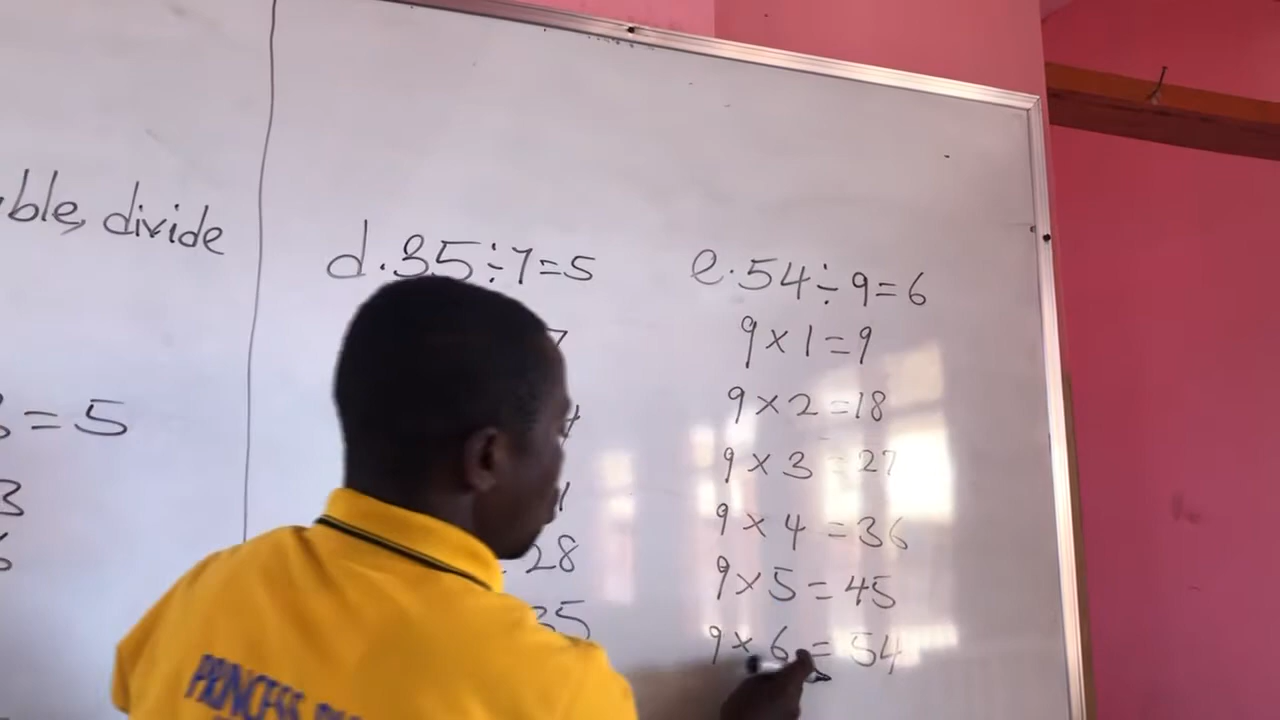 ble, divide
= 5
3
d. 35 ÷ 7 = 5
28
35
e. 54 ÷ 9 = 6
9 × 1 = 9
9 × 2 = 18
9 × 3 = 27
9 × 4 = 36
9 × 5 = 45
9 × 6 = 54
PRINCESS